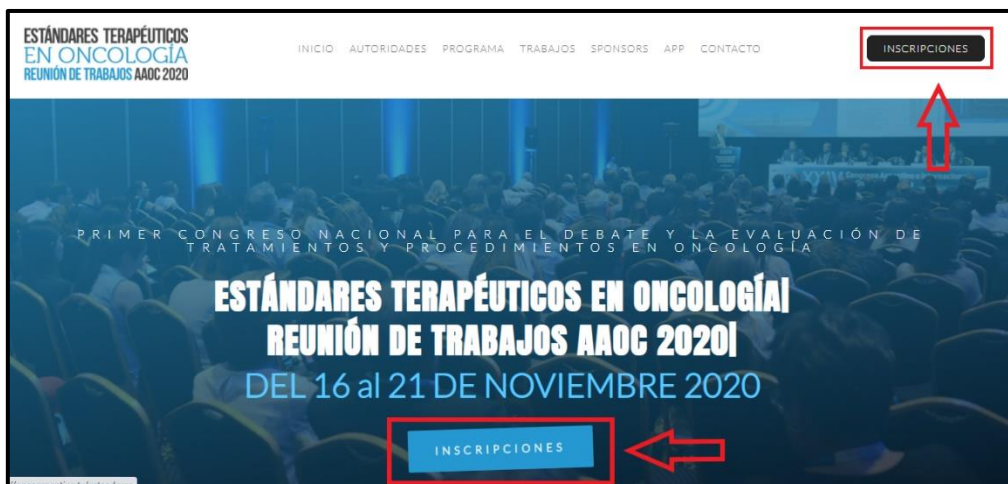 ESTÁNDARES TERAPÉUTICOS
EN ONCOLOGÍA
REUNIÓN DE TRABAJOS AAOC 2020
INICIO AUTORIDADES PROGRAMA TRABAJOS SPONSORS APP CONTACTO
INSCRIPCIONES
PRIMER CONGRESO NACIONAL PARA EL DEBATE Y LA EVALUACIÓN DE
TRATAMIENTOS Y PROCEDIMIENTOS EN ONCOLOGÍA
ESTÁNDARES TERAPÉUTICOS EN ONCOLOGÍA|
REUNIÓN DE TRABAJOS AAOC 2020|
DEL 16 al 21 DE NOVIEMBRE 2020
INSCRIPCIONES